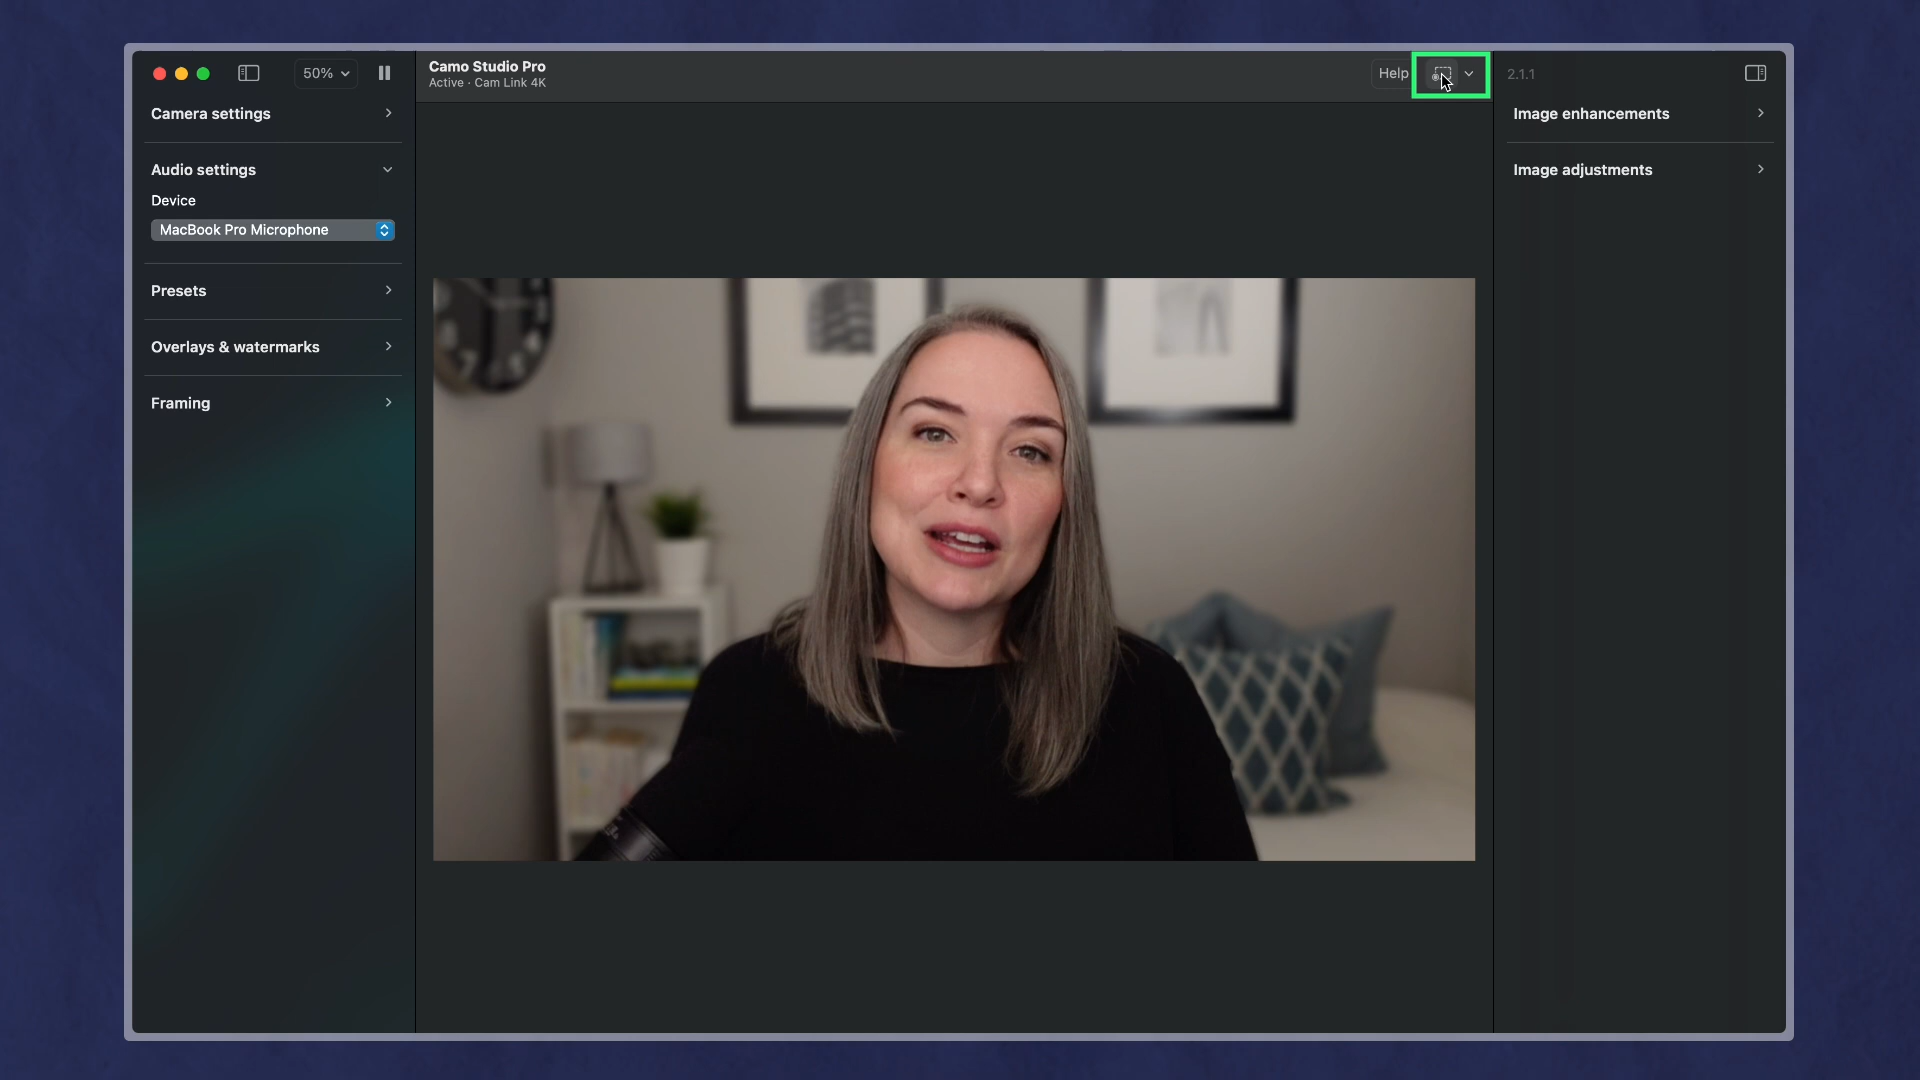 50%
Camo Studio Pro
Active · Cam Link 4K
Help
2.1.1
Camera settings
Audio settings
Device
MacBook Pro Microphone
Presets
Overlays & watermarks
Framing
Image enhancements
Image adjustments